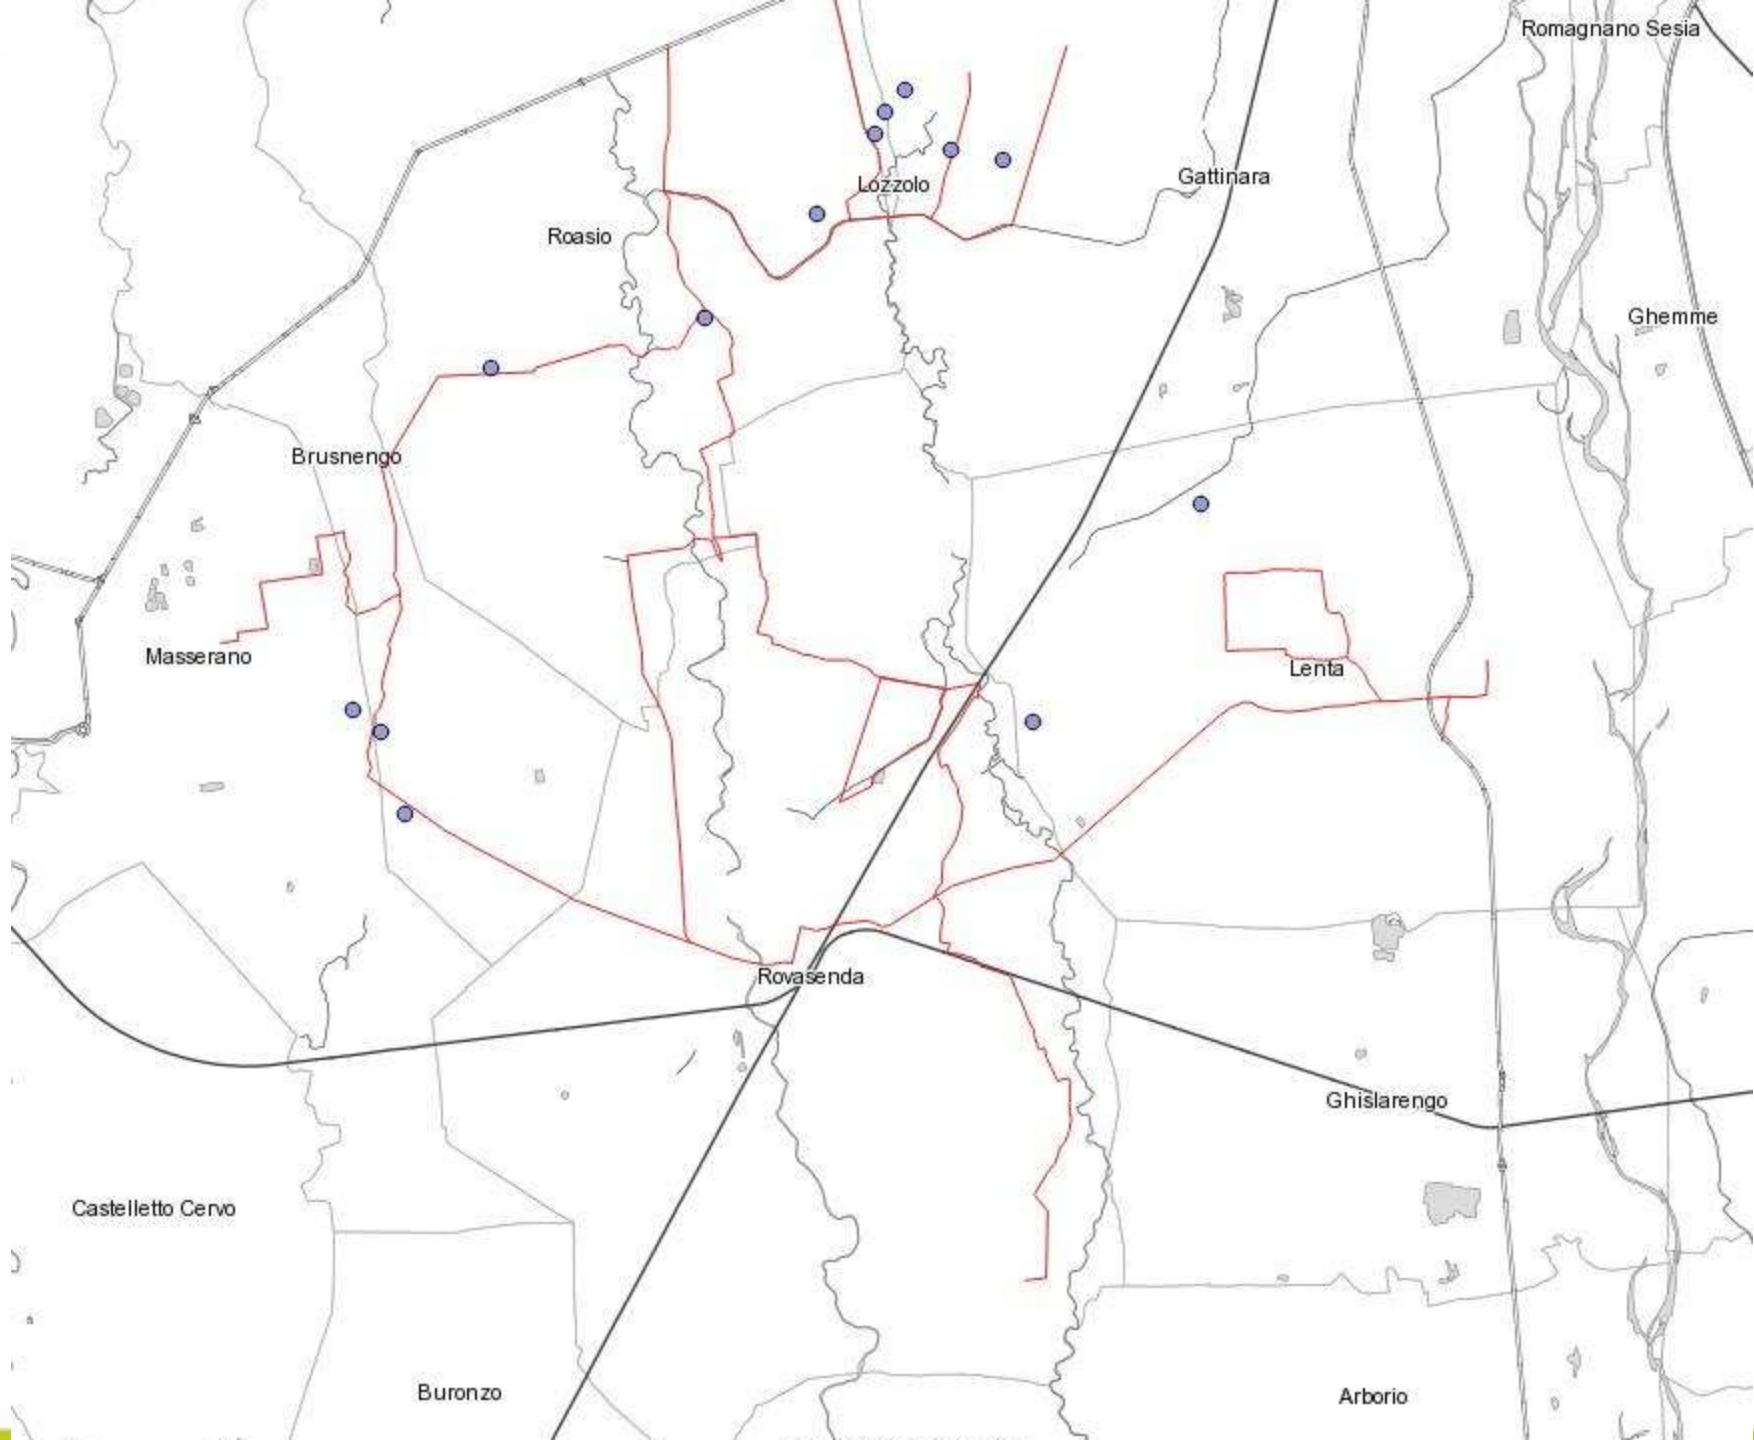 Romagnano Sesia
Gattinara
Lozzolo
Roasio
Ghemme
Brusnengo
Masserano
Lenta
Rovasenda
Ghislarengo
Castelletto Cervo
Buronzo
Arborio